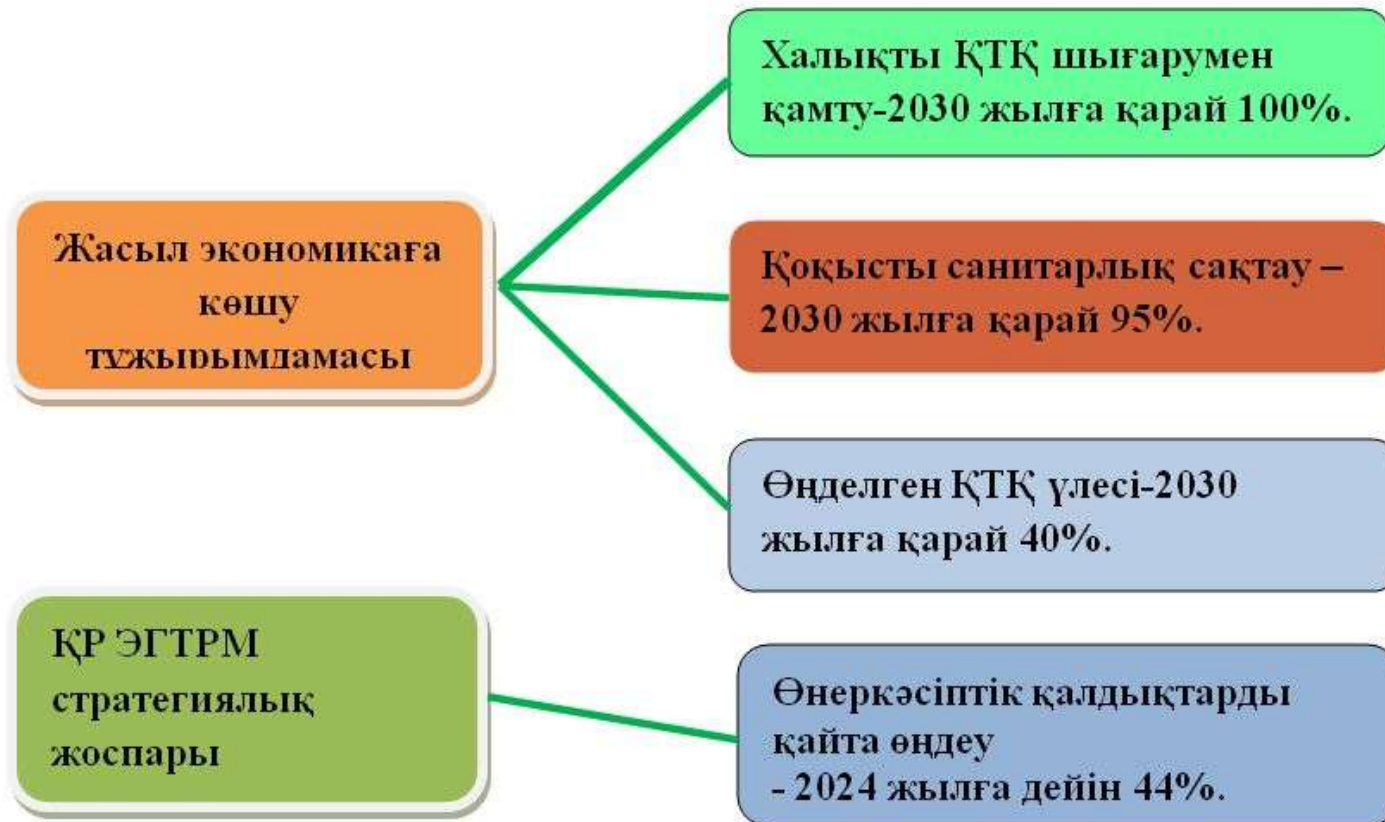 Халықты ҚТҚ шығарумен
қамту-2030 жылға қарай 100%.
Жасыл экономикаға
көшу
тұжырымдамасы
Қоқысты санитарлық сақтау –
2030 жылға қарай 95%.
Өңделген ҚТҚ үлесі-2030
жылға қарай 40%.
ҚР ЭГТРМ
стратегиялық
жоспары
Өнеркәсіптік қалдықтарды
қайта өңдеу
- 2024 жылға дейін 44%.